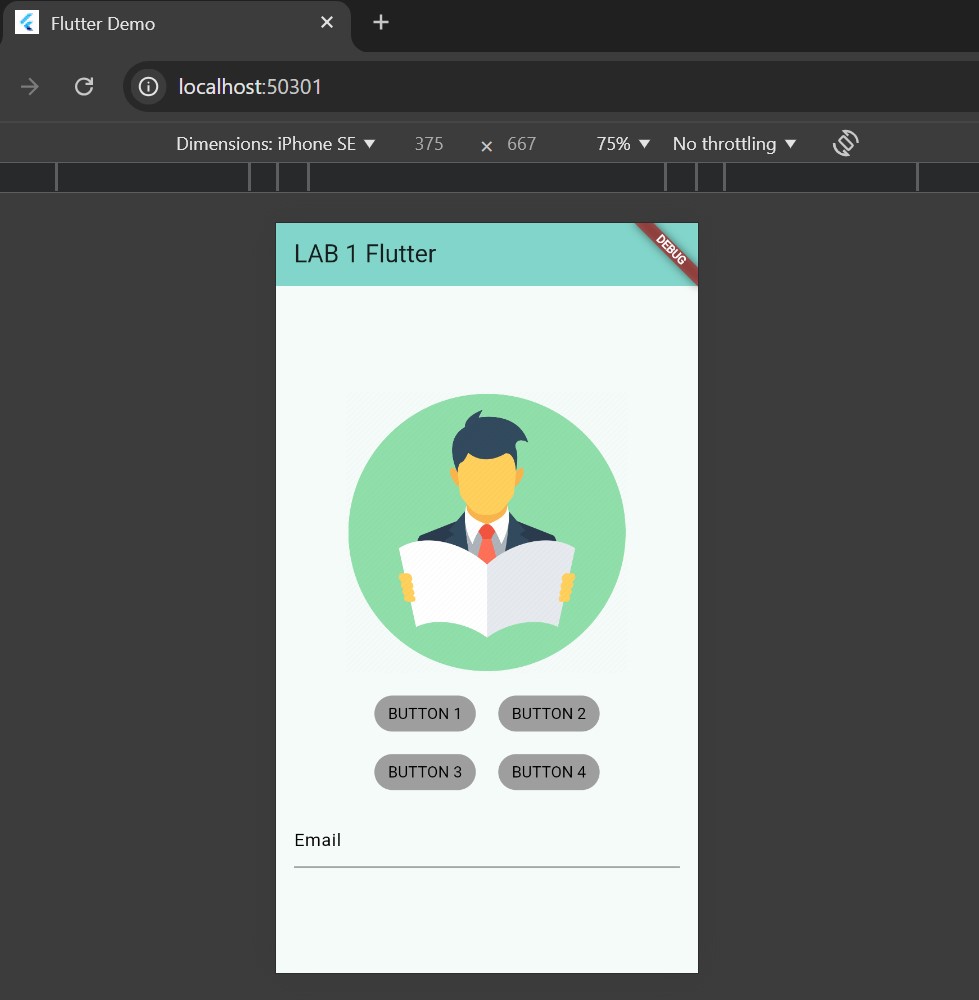 Flutter Demo
localhost:50301
Dimensions: iPhone SE 375 × 667 75% No throttling
LAB 1 Flutter
DEBUG
BUTTON 1 BUTTON 2
BUTTON 3 BUTTON 4
Email